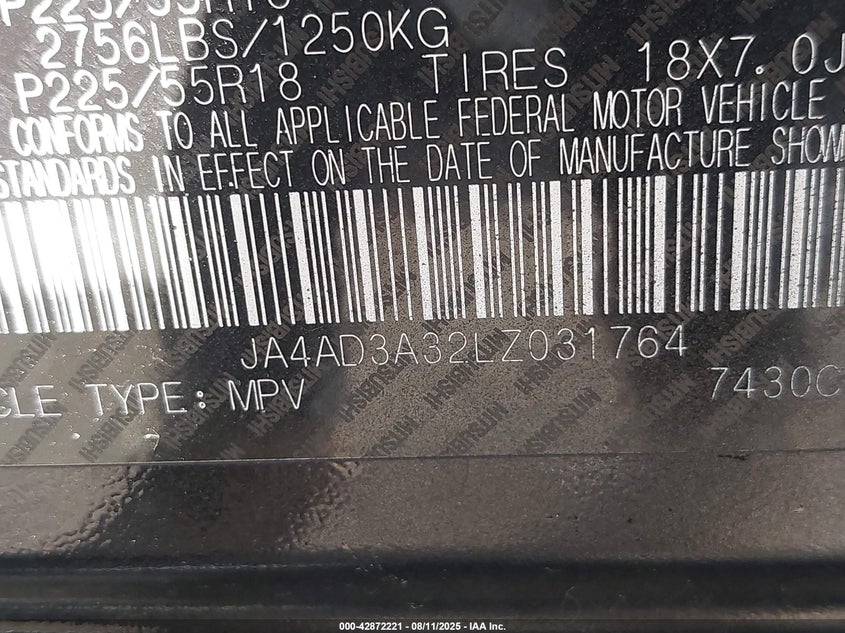 2756LBS/1250KG
P225/55R18 TIRES 18X7.0J
CONFORMS TO ALL APPLICABLE FEDERAL MOTOR VEHICLE
STANDARDS IN EFFECT ON THE DATE OF MANUFACTURE SHOW
JA4AD3A32LZ031764
7430C
CLE TYPE: MPV
MITSUBISHI
000-42872221 - 08/11/2025 - IAA Inc.